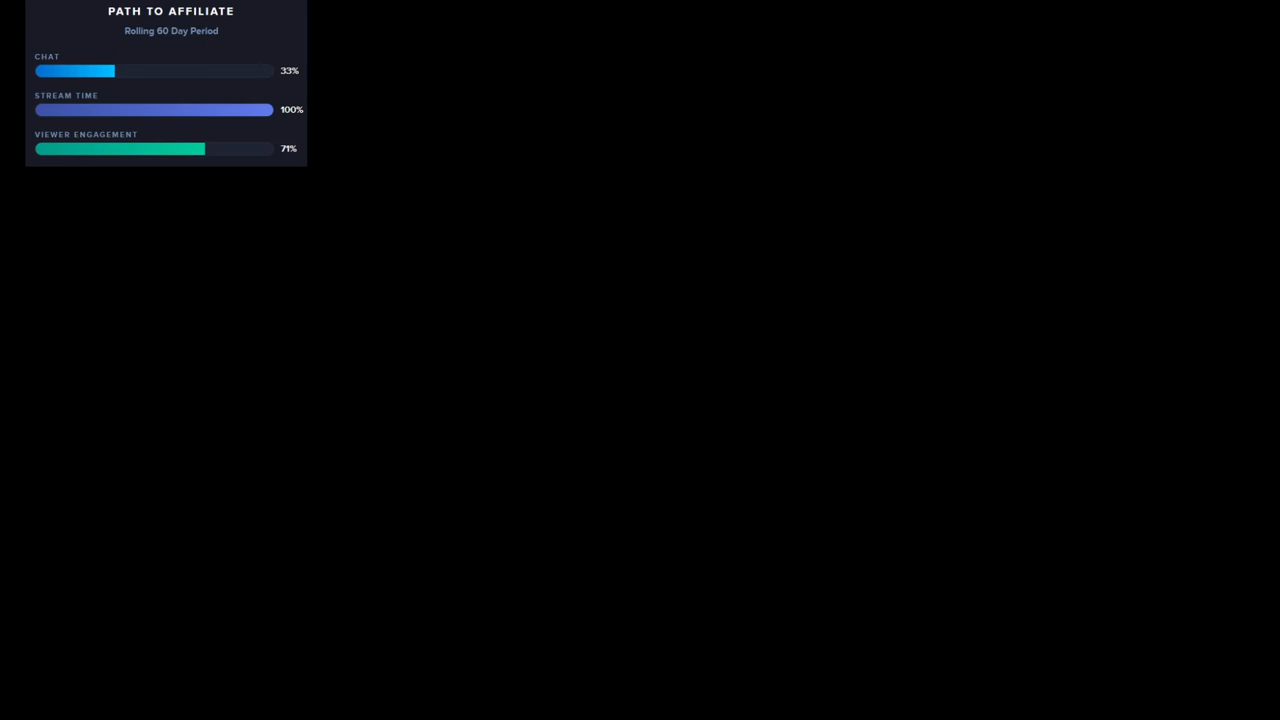 PATH TO AFFILIATE
Rolling 60 Day Period
CHAT
33%
STREAM TIME
100%
VIEWER ENGAGEMENT
71%